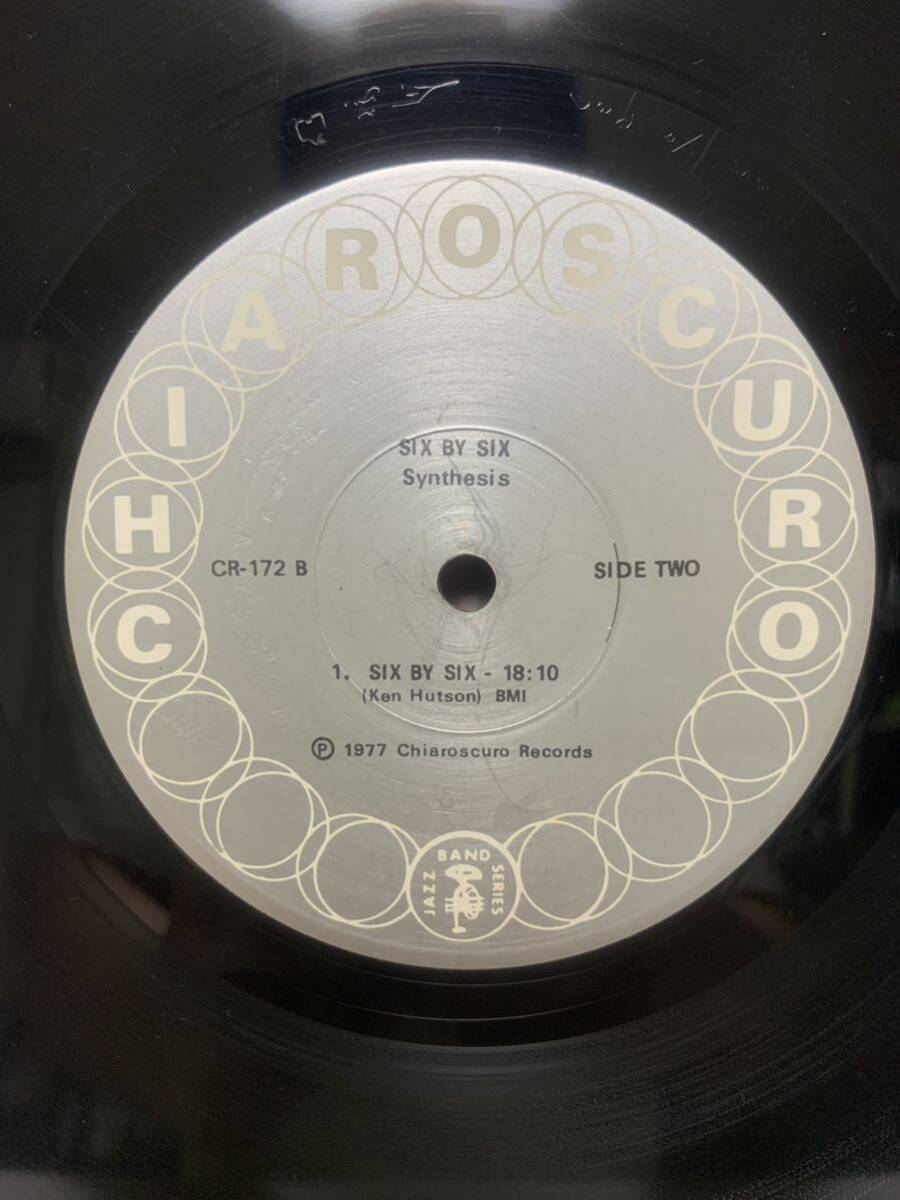 CHIAROSCURO
SIX BY SIX
Synthesis
CR-172 B
SIDE TWO
1. SIX BY SIX - 18:10
(Ken Hutson) BMI
Ⓟ 1977 Chiaroscuro Records
JAZZ BAND SERIES